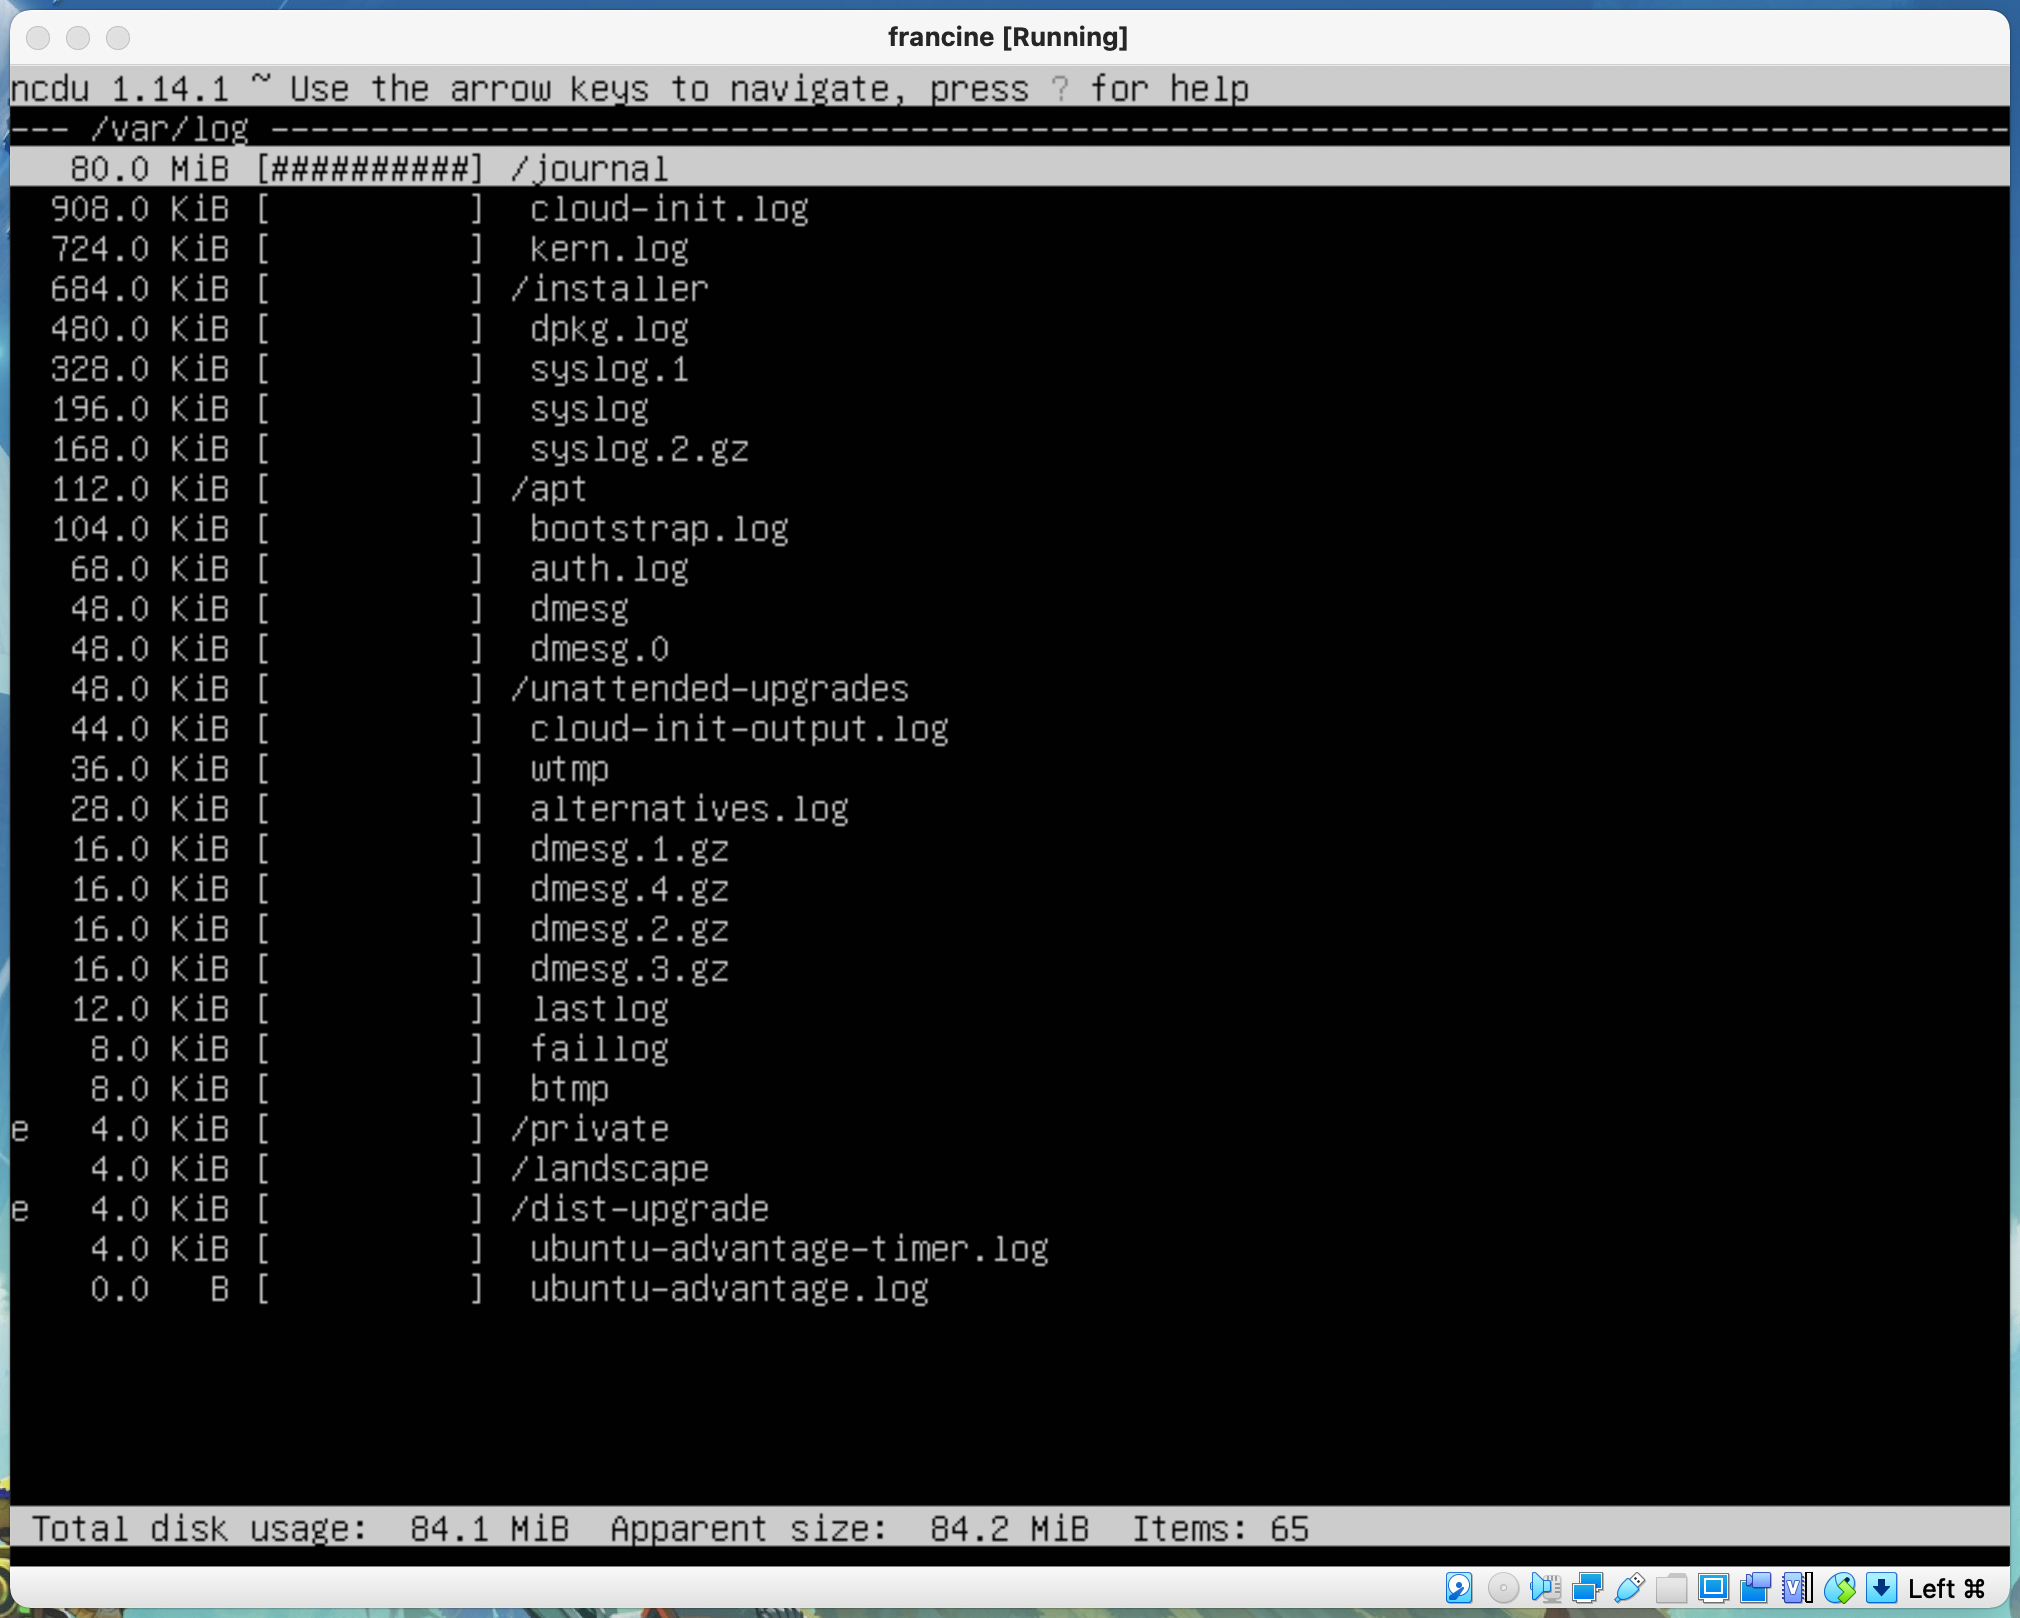 francine [Running]
ncdu 1.14.1 ~ Use the arrow keys to navigate, press ? for help
--- /var/log ---------------------------------------------------------------------------------------
80.0 MiB [##########] /journal
908.0 KiB [          ]  cloud-init.log
724.0 KiB [          ]  kern.log
684.0 KiB [          ] /installer
480.0 KiB [          ]  dpkg.log
328.0 KiB [          ]  syslog.1
196.0 KiB [          ]  syslog
168.0 KiB [          ]  syslog.2.gz
112.0 KiB [          ] /apt
104.0 KiB [          ]  bootstrap.log
68.0 KiB [          ]  auth.log
48.0 KiB [          ]  dmesg
48.0 KiB [          ]  dmesg.0
48.0 KiB [          ] /unattended-upgrades
44.0 KiB [          ]  cloud-init-output.log
36.0 KiB [          ]  wtmp
28.0 KiB [          ]  alternatives.log
16.0 KiB [          ]  dmesg.1.gz
16.0 KiB [          ]  dmesg.4.gz
16.0 KiB [          ]  dmesg.2.gz
16.0 KiB [          ]  dmesg.3.gz
12.0 KiB [          ]  lastlog
8.0 KiB [          ]  faillog
8.0 KiB [          ]  btmp
e 4.0 KiB [          ] /private
4.0 KiB [          ] /landscape
e 4.0 KiB [          ] /dist-upgrade
4.0 KiB [          ]  ubuntu-advantage-timer.log
0.0   B [          ]  ubuntu-advantage.log
Total disk usage:  84.1 MiB  Apparent size:  84.2 MiB  Items: 65
Left ⌘